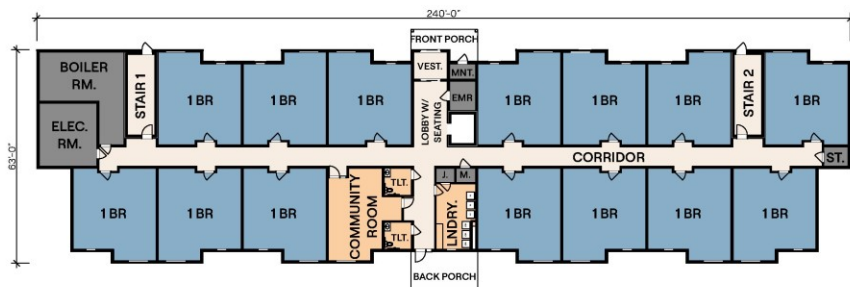 240'-0"
FRONT PORCH
BOILER
RM.
STAIR 1
1 BR
1 BR
1 BR
VEST.
MNT.
EMR
LOBBY W/
SEATING
1 BR
1 BR
1 BR
STAIR 2
1 BR
ELEC.
RM.
63'-0"
CORRIDOR
ST.
1 BR
1 BR
1 BR
COMMUNITY
ROOM
TLT.
TLT.
J.
M.
LNDRY.
1 BR
1 BR
1 BR
1 BR
BACK PORCH